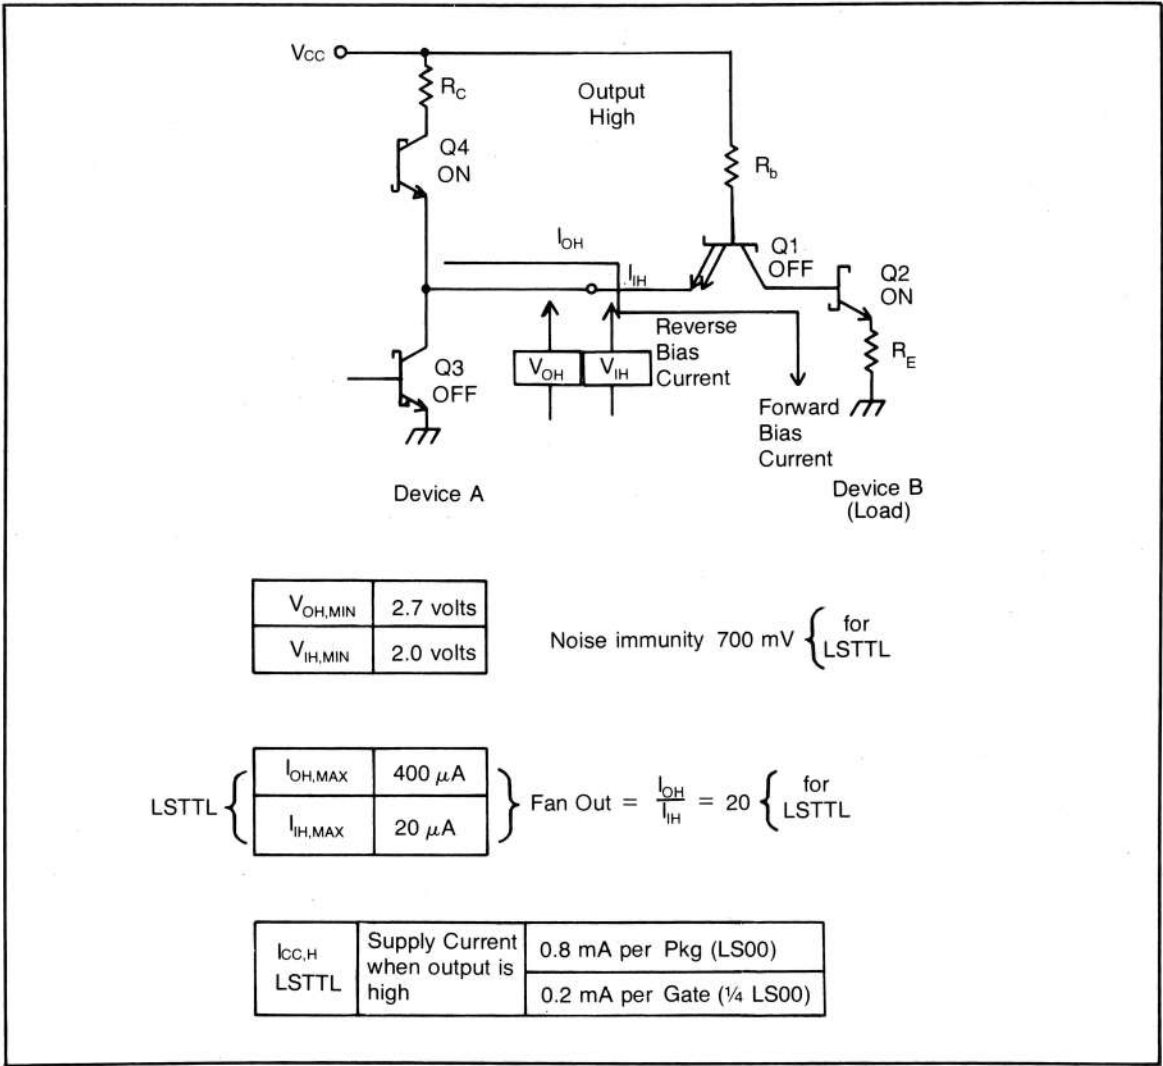 VCC
RC
Output
High
Q4
ON
Rb
IOH
IIH
Q1
OFF
Q2
ON
Reverse
Bias
Current
VOH
VIH
RE
Q3
OFF
Forward
Bias
Current
Device A
Device B
(Load)
VOH,MIN 2.7 volts
VIH,MIN 2.0 volts
Noise immunity 700 mV { for
LSTTL
LSTTL {
IOH,MAX 400 μA
IIH,MAX 20 μA
} Fan Out = IOH/IIH = 20 { for
LSTTL
ICC,H
LSTTL
Supply Current
when output is
high
0.8 mA per Pkg (LS00)
0.2 mA per Gate (¼ LS00)